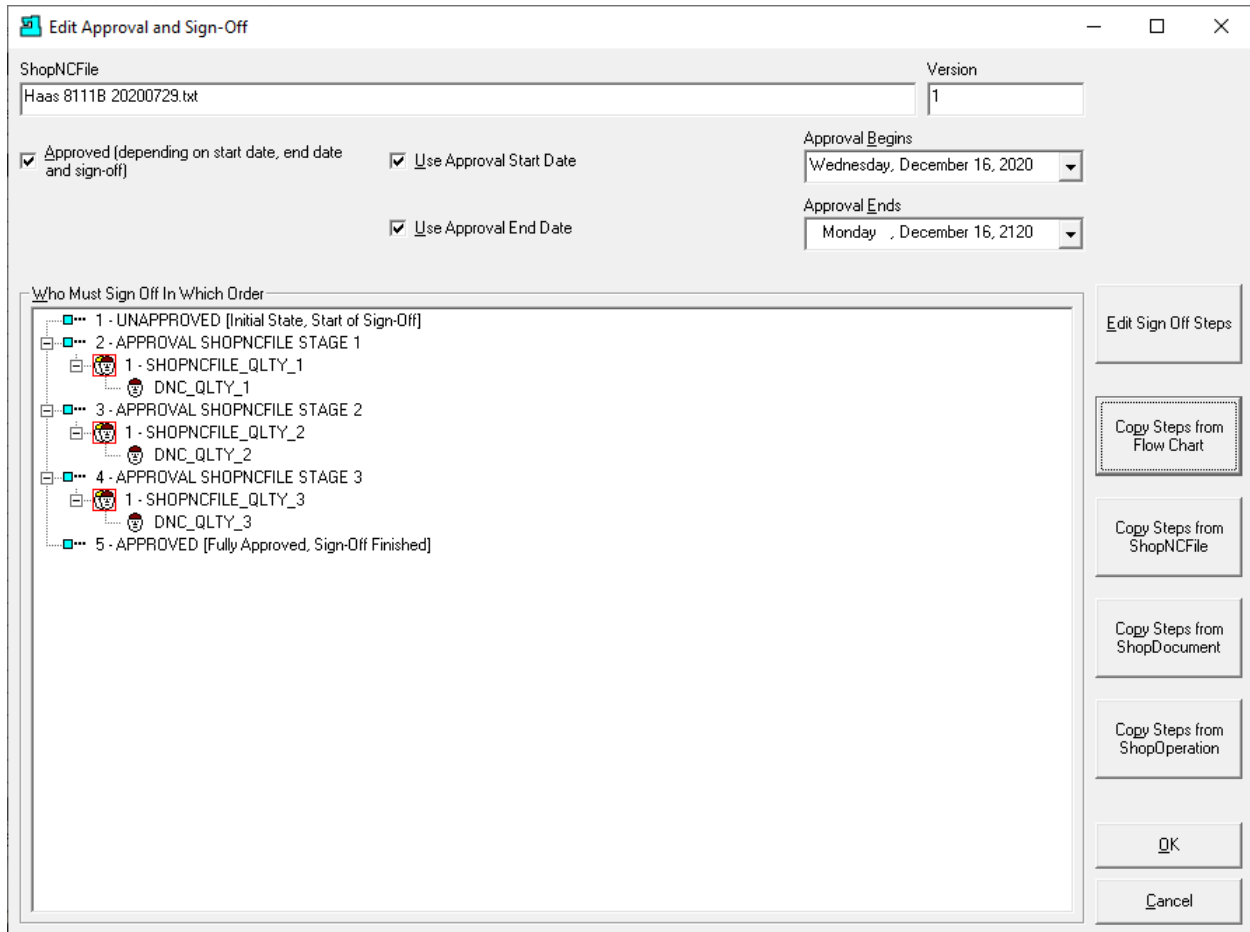 Edit Approval and Sign-Off
ShopNCFile
Version
Haas 8111B 20200729.txt
1
Approved (depending on start date, end date
and sign-off)
Use Approval Start Date
Approval Begins
Wednesday, December 16, 2020
Use Approval End Date
Approval Ends
Monday , December 16, 2120
Who Must Sign Off In Which Order
1 - UNAPPROVED [Initial State, Start of Sign-Off]
2 - APPROVAL SHOPNCFILE STAGE 1
1 - SHOPNCFILE_QLTY_1
DNC_QLTY_1
3 - APPROVAL SHOPNCFILE STAGE 2
1 - SHOPNCFILE_QLTY_2
DNC_QLTY_2
4 - APPROVAL SHOPNCFILE STAGE 3
1 - SHOPNCFILE_QLTY_3
DNC_QLTY_3
5 - APPROVED [Fully Approved, Sign-Off Finished]
Edit Sign Off Steps
Copy Steps from
Flow Chart
Copy Steps from
ShopNCFile
Copy Steps from
ShopDocument
Copy Steps from
ShopOperation
OK
Cancel